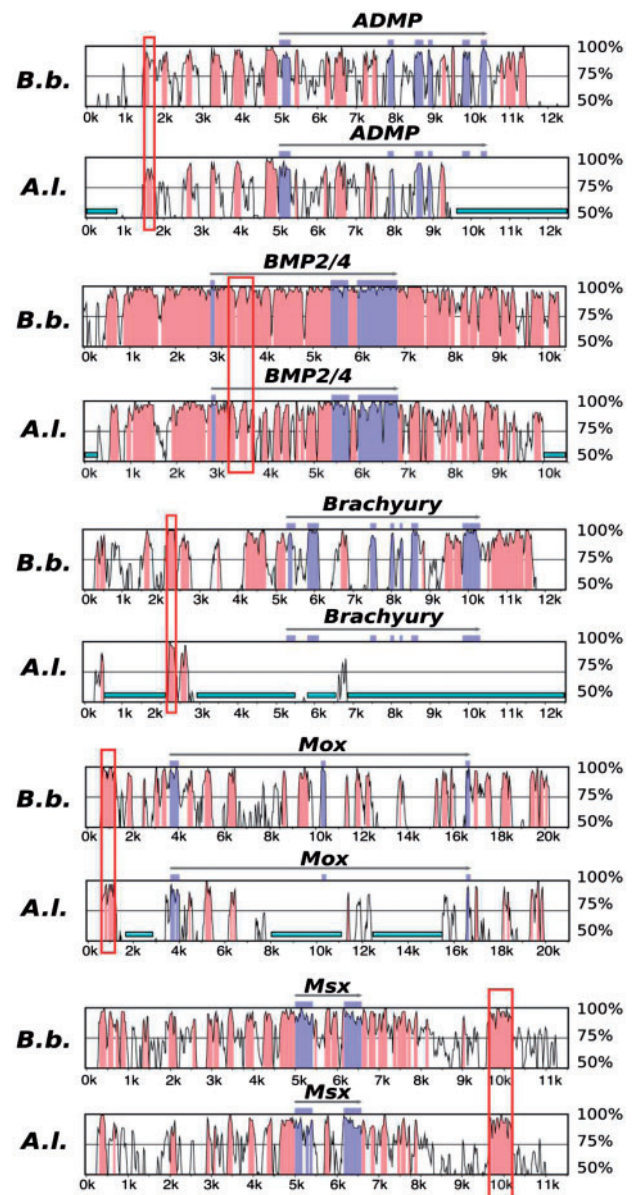 ADMP
B.b.
100%
75%
50%
0k 1k 2k 3k 4k 5k 6k 7k 8k 9k 10k 11k 12k
ADMP
A.l.
100%
75%
50%
0k 1k 2k 3k 4k 5k 6k 7k 8k 9k 10k 11k 12k
BMP2/4
B.b.
100%
75%
50%
0k 1k 2k 3k 4k 5k 6k 7k 8k 9k 10k
BMP2/4
A.l.
100%
75%
50%
0k 1k 2k 3k 4k 5k 6k 7k 8k 9k 10k
Brachyury
B.b.
100%
75%
50%
0k 1k 2k 3k 4k 5k 6k 7k 8k 9k 10k 11k 12k
Brachyury
A.l.
100%
75%
50%
0k 1k 2k 3k 4k 5k 6k 7k 8k 9k 10k 11k 12k
Mox
B.b.
100%
75%
50%
0k 2k 4k 6k 8k 10k 12k 14k 16k 18k 20k
Mox
A.l.
100%
75%
50%
0k 2k 4k 6k 8k 10k 12k 14k 16k 18k 20k
Msx
B.b.
100%
75%
50%
0k 1k 2k 3k 4k 5k 6k 7k 8k 9k 10k 11k
Msx
A.l.
100%
75%
50%
0k 1k 2k 3k 4k 5k 6k 7k 8k 9k 10k 11k